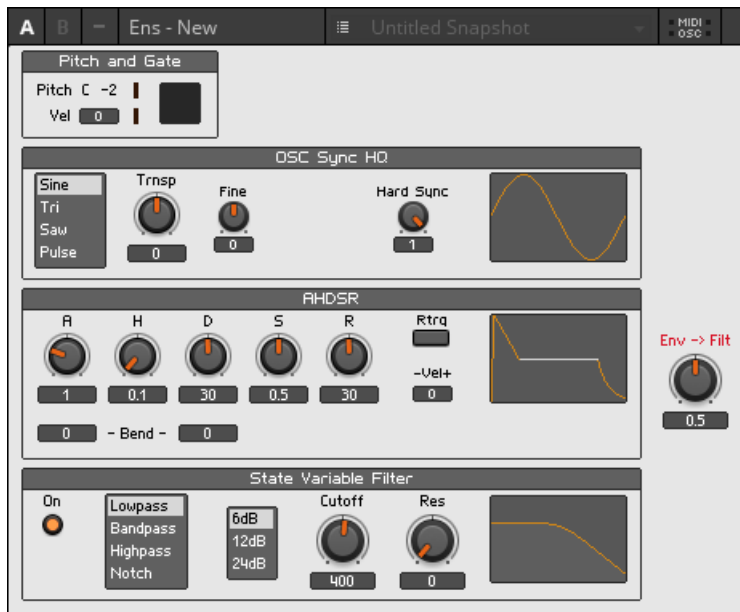 A B - Ens - New Untitled Snapshot MIDI OSC
Pitch and Gate
Pitch C -2
Vel 0
OSC Sync HQ
Sine
Tri
Saw
Pulse
Trnsp
0
Fine
0
Hard Sync
1
AHDSR
A H D S R
1 0.1 30 0.5 30
0 - Bend - 0
Rtrg
-Vel+
0
Env -> Filt
0.5
State Variable Filter
On
Lowpass
Bandpass
Highpass
Notch
6dB
12dB
24dB
Cutoff
400
Res
0